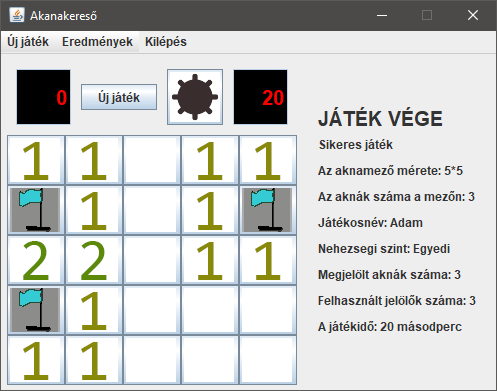 Akanakereső
Új játék Eredmények Kilépés
0 Új játék 20
JÁTÉK VÉGE
Sikeres játék
Az aknamező mérete: 5*5
Az aknák száma a mezőn: 3
Játékosnév: Adam
Nehezsegi szint: Egyedi
Megjelölt aknák száma: 3
Felhasznált jelölők száma: 3
A játékidő: 20 másodperc
1 1 1 1
1 1
2 2 1 1
1
1 1